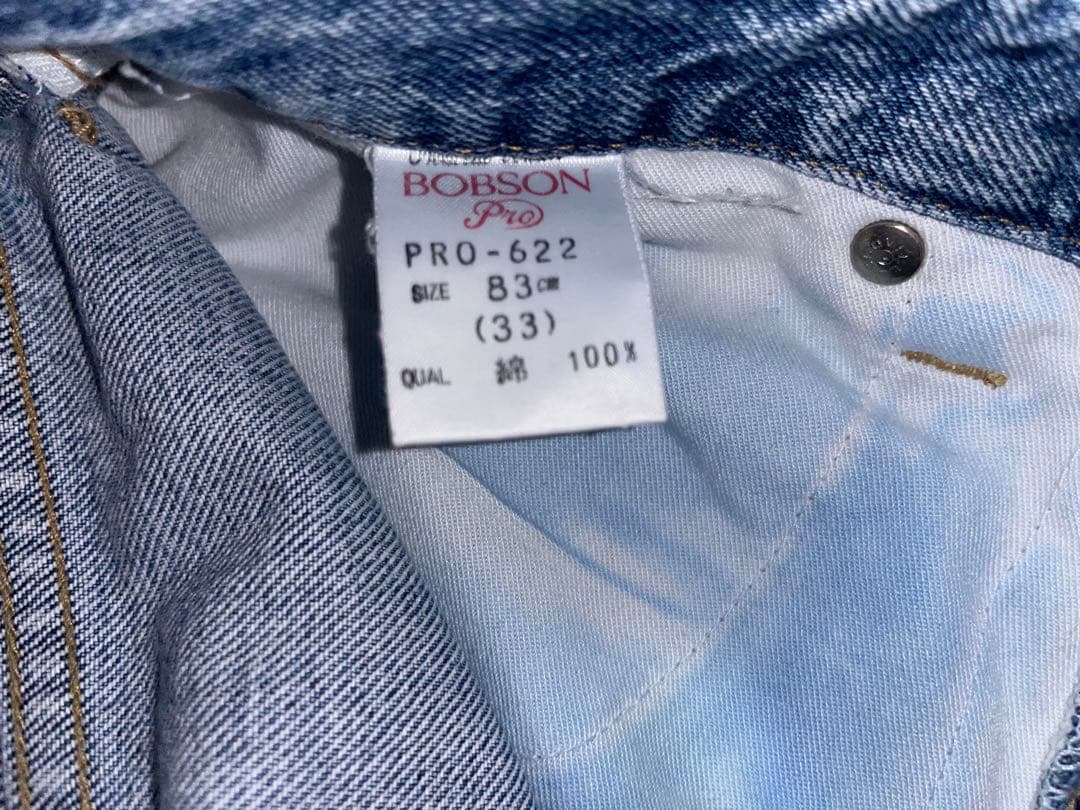 BOBSON
Pro
PRO-622
SIZE 83cm
(33)
QUAL 綿 100%